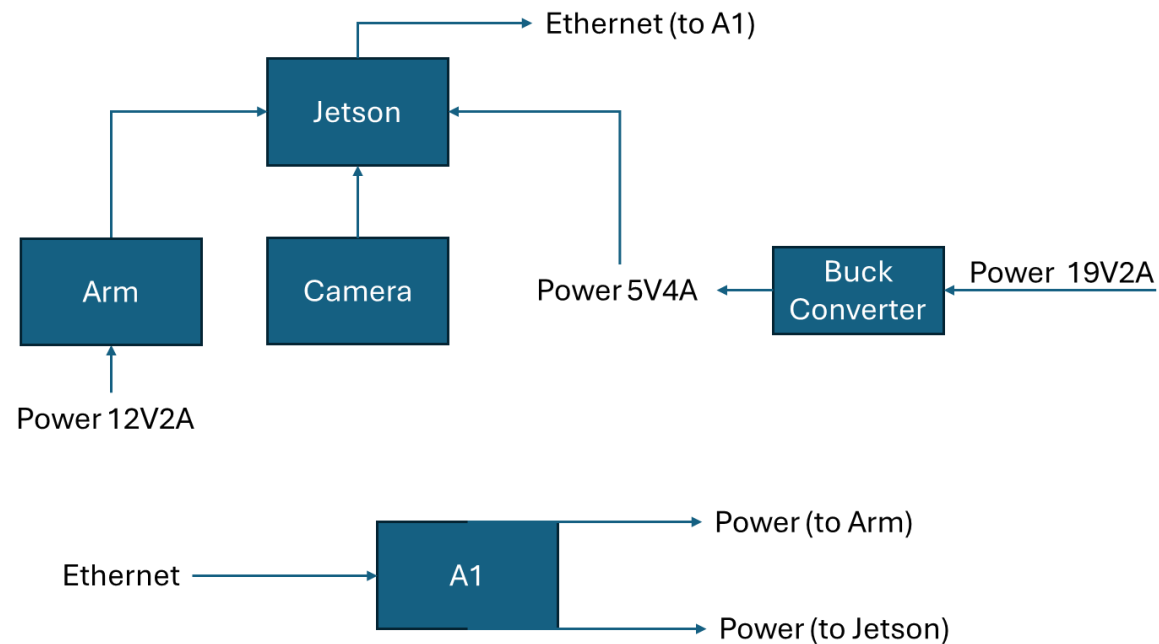 Ethernet (to A1)
Jetson
Arm
Camera
Power 5V4A
Buck
Converter
Power 19V2A
Power 12V2A
Power (to Arm)
Ethernet
A1
Power (to Jetson)